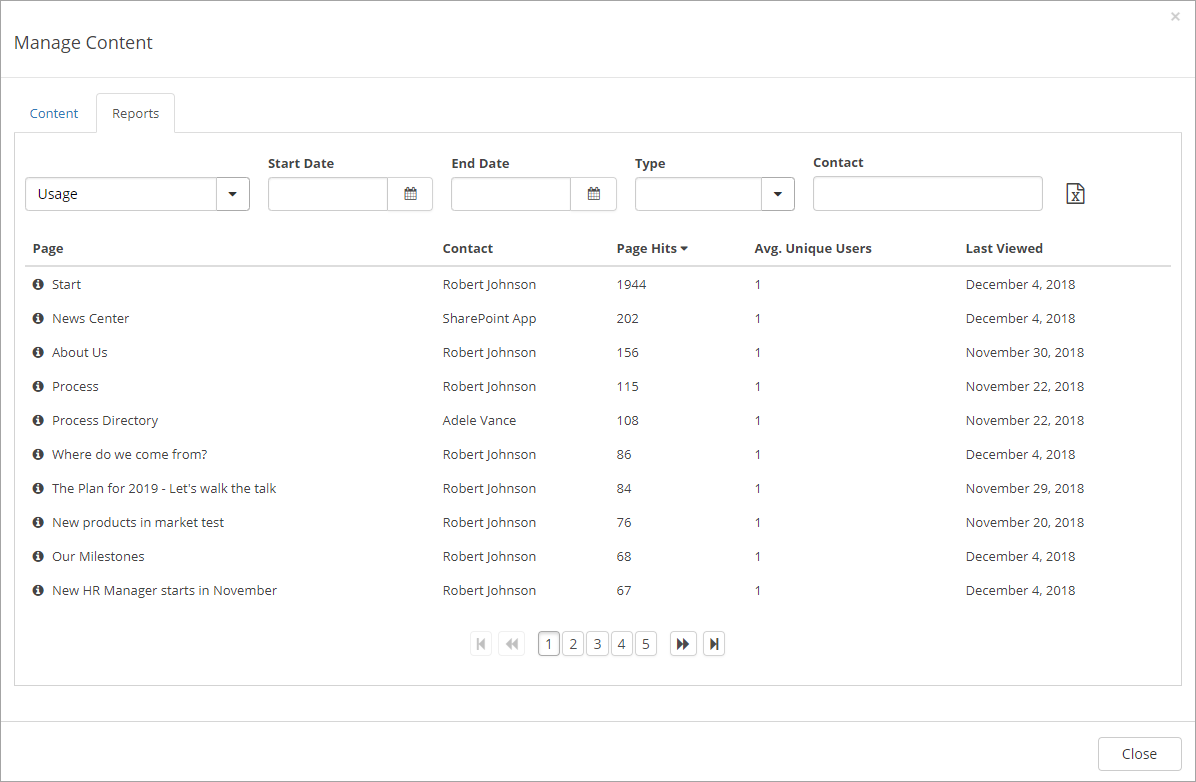 ×
Manage Content
Content Reports
Start Date End Date Type Contact
Usage
Page Contact Page Hits Avg. Unique Users Last Viewed
Start Robert Johnson 1944 1 December 4, 2018
News Center SharePoint App 202 1 December 4, 2018
About Us Robert Johnson 156 1 November 30, 2018
Process Robert Johnson 115 1 November 22, 2018
Process Directory Adele Vance 108 1 November 22, 2018
Where do we come from? Robert Johnson 86 1 December 4, 2018
The Plan for 2019 - Let's walk the talk Robert Johnson 84 1 November 29, 2018
New products in market test Robert Johnson 76 1 November 20, 2018
Our Milestones Robert Johnson 68 1 December 4, 2018
New HR Manager starts in November Robert Johnson 67 1 December 4, 2018
1 2 3 4 5
Close